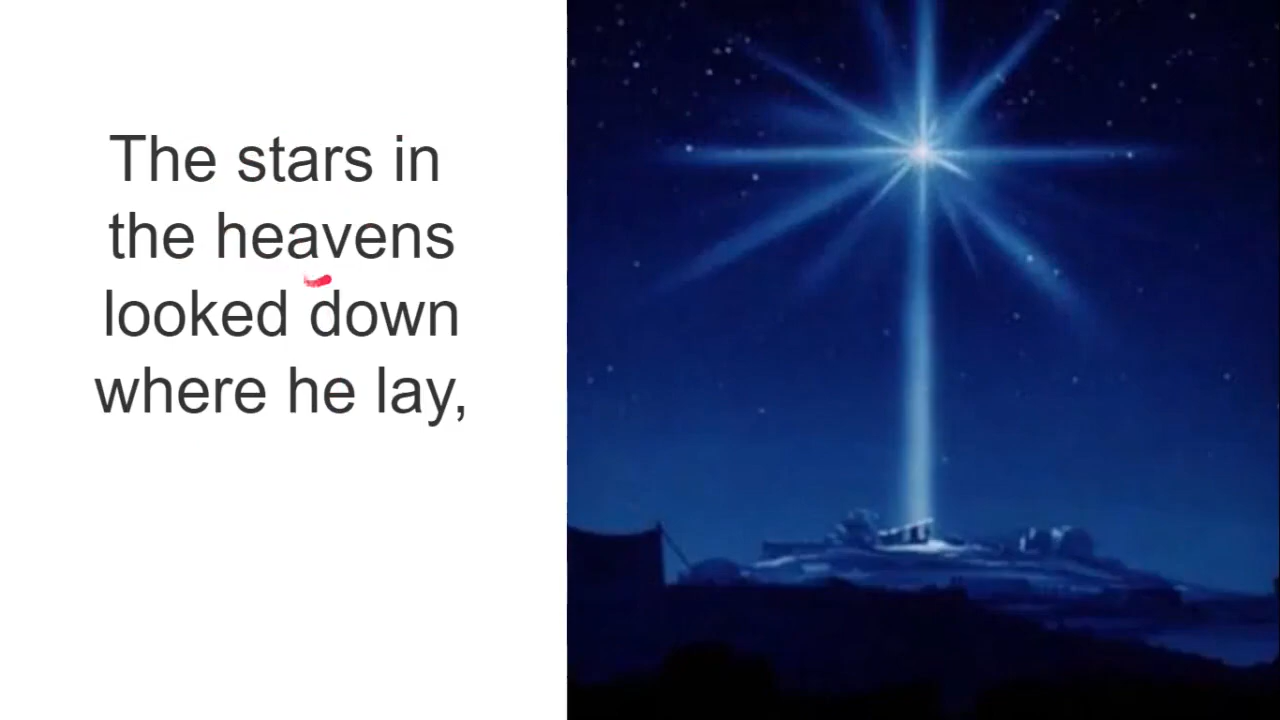 The stars in
the heavens
looked down
where he lay,